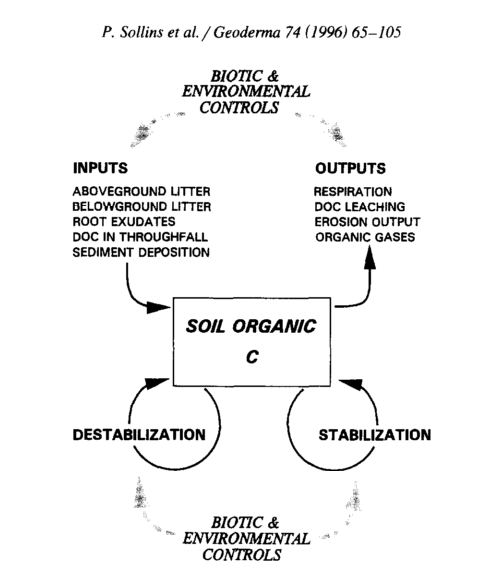 P. Sollins et al. / Geoderma 74 (1996) 65–105
BIOTIC &
ENVIRONMENTAL
CONTROLS
INPUTS
ABOVEGROUND LITTER
BELOWGROUND LITTER
ROOT EXUDATES
DOC IN THROUGHFALL
SEDIMENT DEPOSITION
OUTPUTS
RESPIRATION
DOC LEACHING
EROSION OUTPUT
ORGANIC GASES
SOIL ORGANIC
C
DESTABILIZATION
STABILIZATION
BIOTIC &
ENVIRONMENTAL
CONTROLS